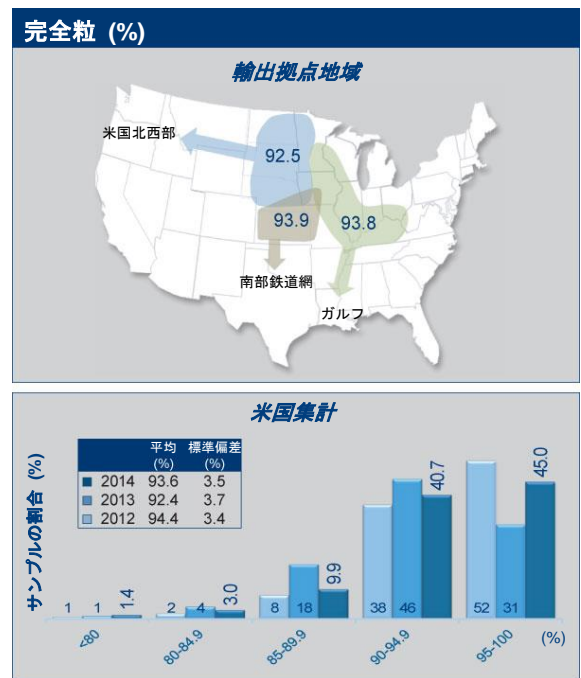 完全粒 (%)
輸出拠点地域
米国北西部
92.5
93.9
93.8
南部鉄道網
ガルフ
米国集計
平均 標準偏差
(%) (%)
2014 93.6 3.5
2013 92.4 3.7
2012 94.4 3.4
サンプルの割合 (%)
1 1 1.4
2 4 3.0
8 18 9.9
38 46 40.7
52 31 45.0
<80 80-84.9 85-89.9 90-94.9 95-100 (%)